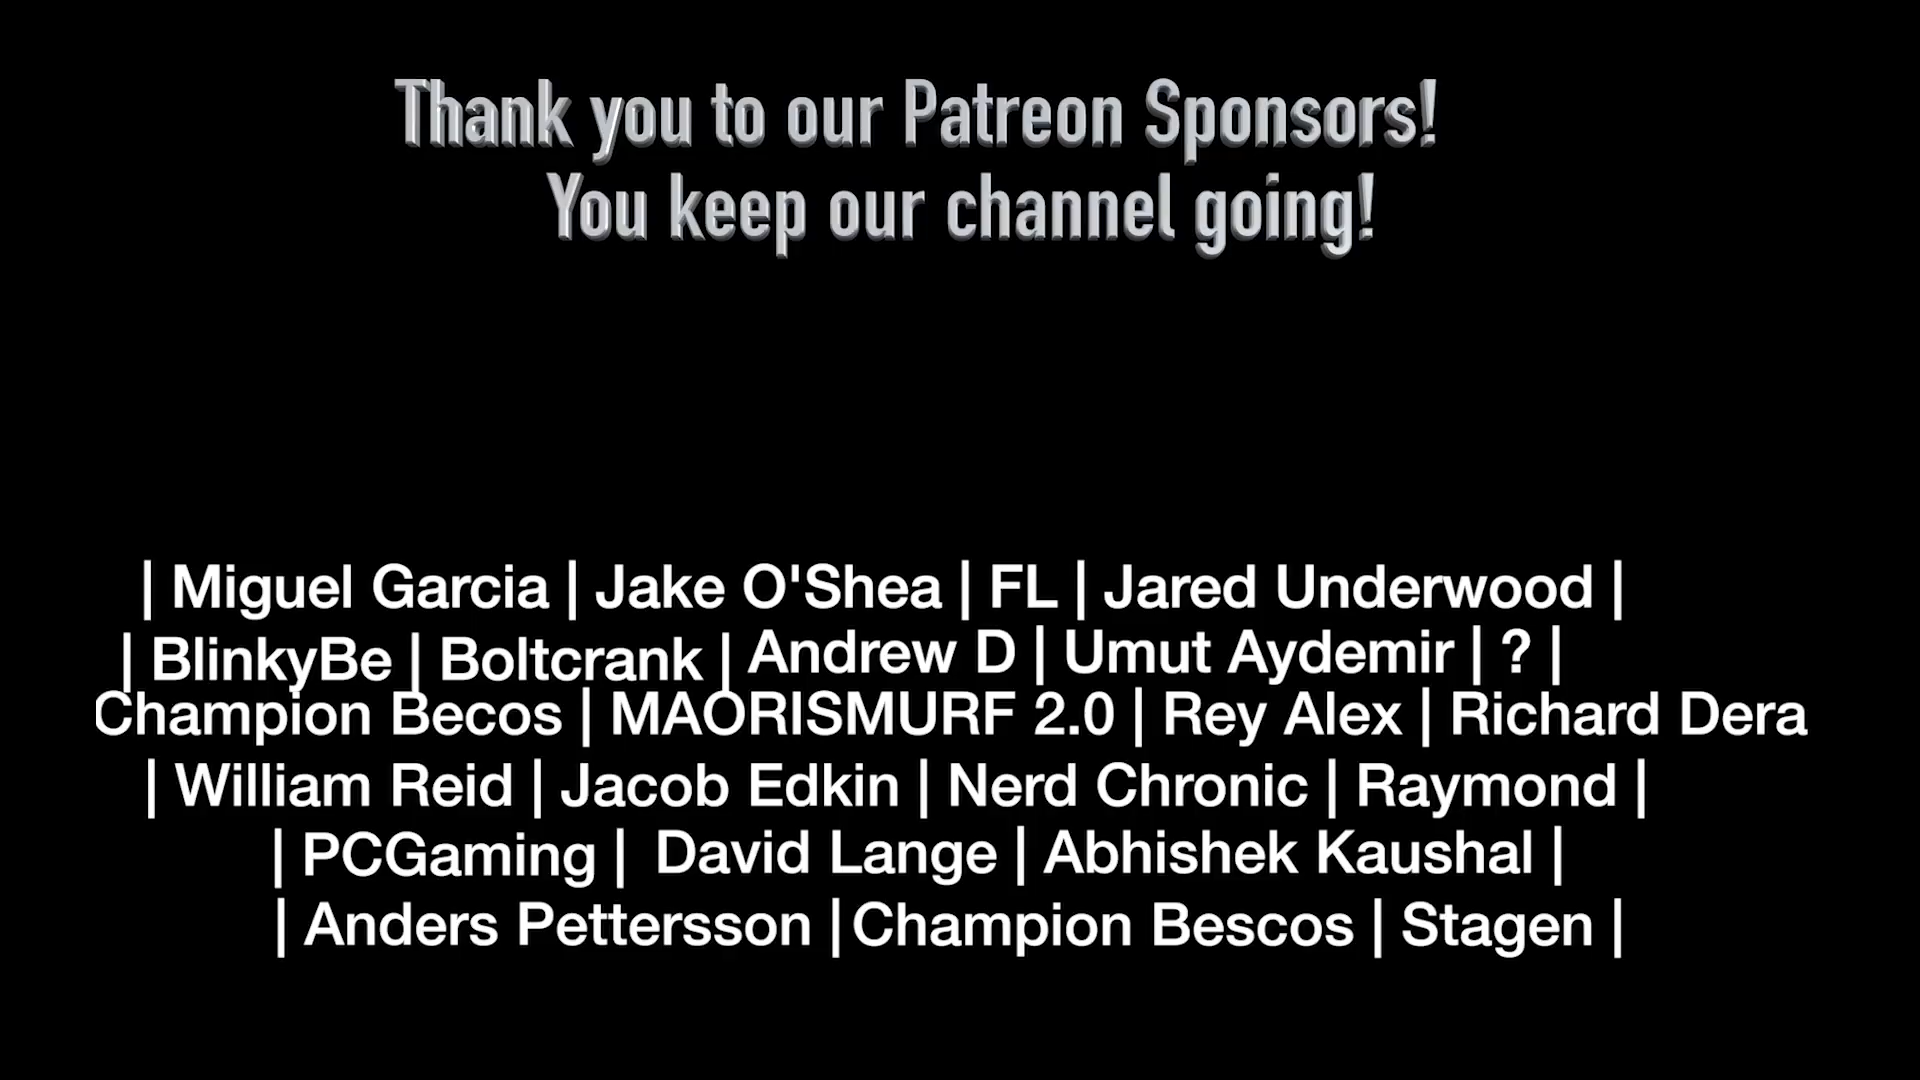 Thank you to our Patreon Sponsors!
You keep our channel going!
| Miguel Garcia | Jake O'Shea | FL | Jared Underwood |
| BlinkyBe | Boltcrank | Andrew D | Umut Aydemir | ? |
Champion Becos | MAORISMURF 2.0 | Rey Alex | Richard Dera
| William Reid | Jacob Edkin | Nerd Chronic | Raymond |
| PCGaming | David Lange | Abhishek Kaushal |
| Anders Pettersson | Champion Bescos | Stagen |